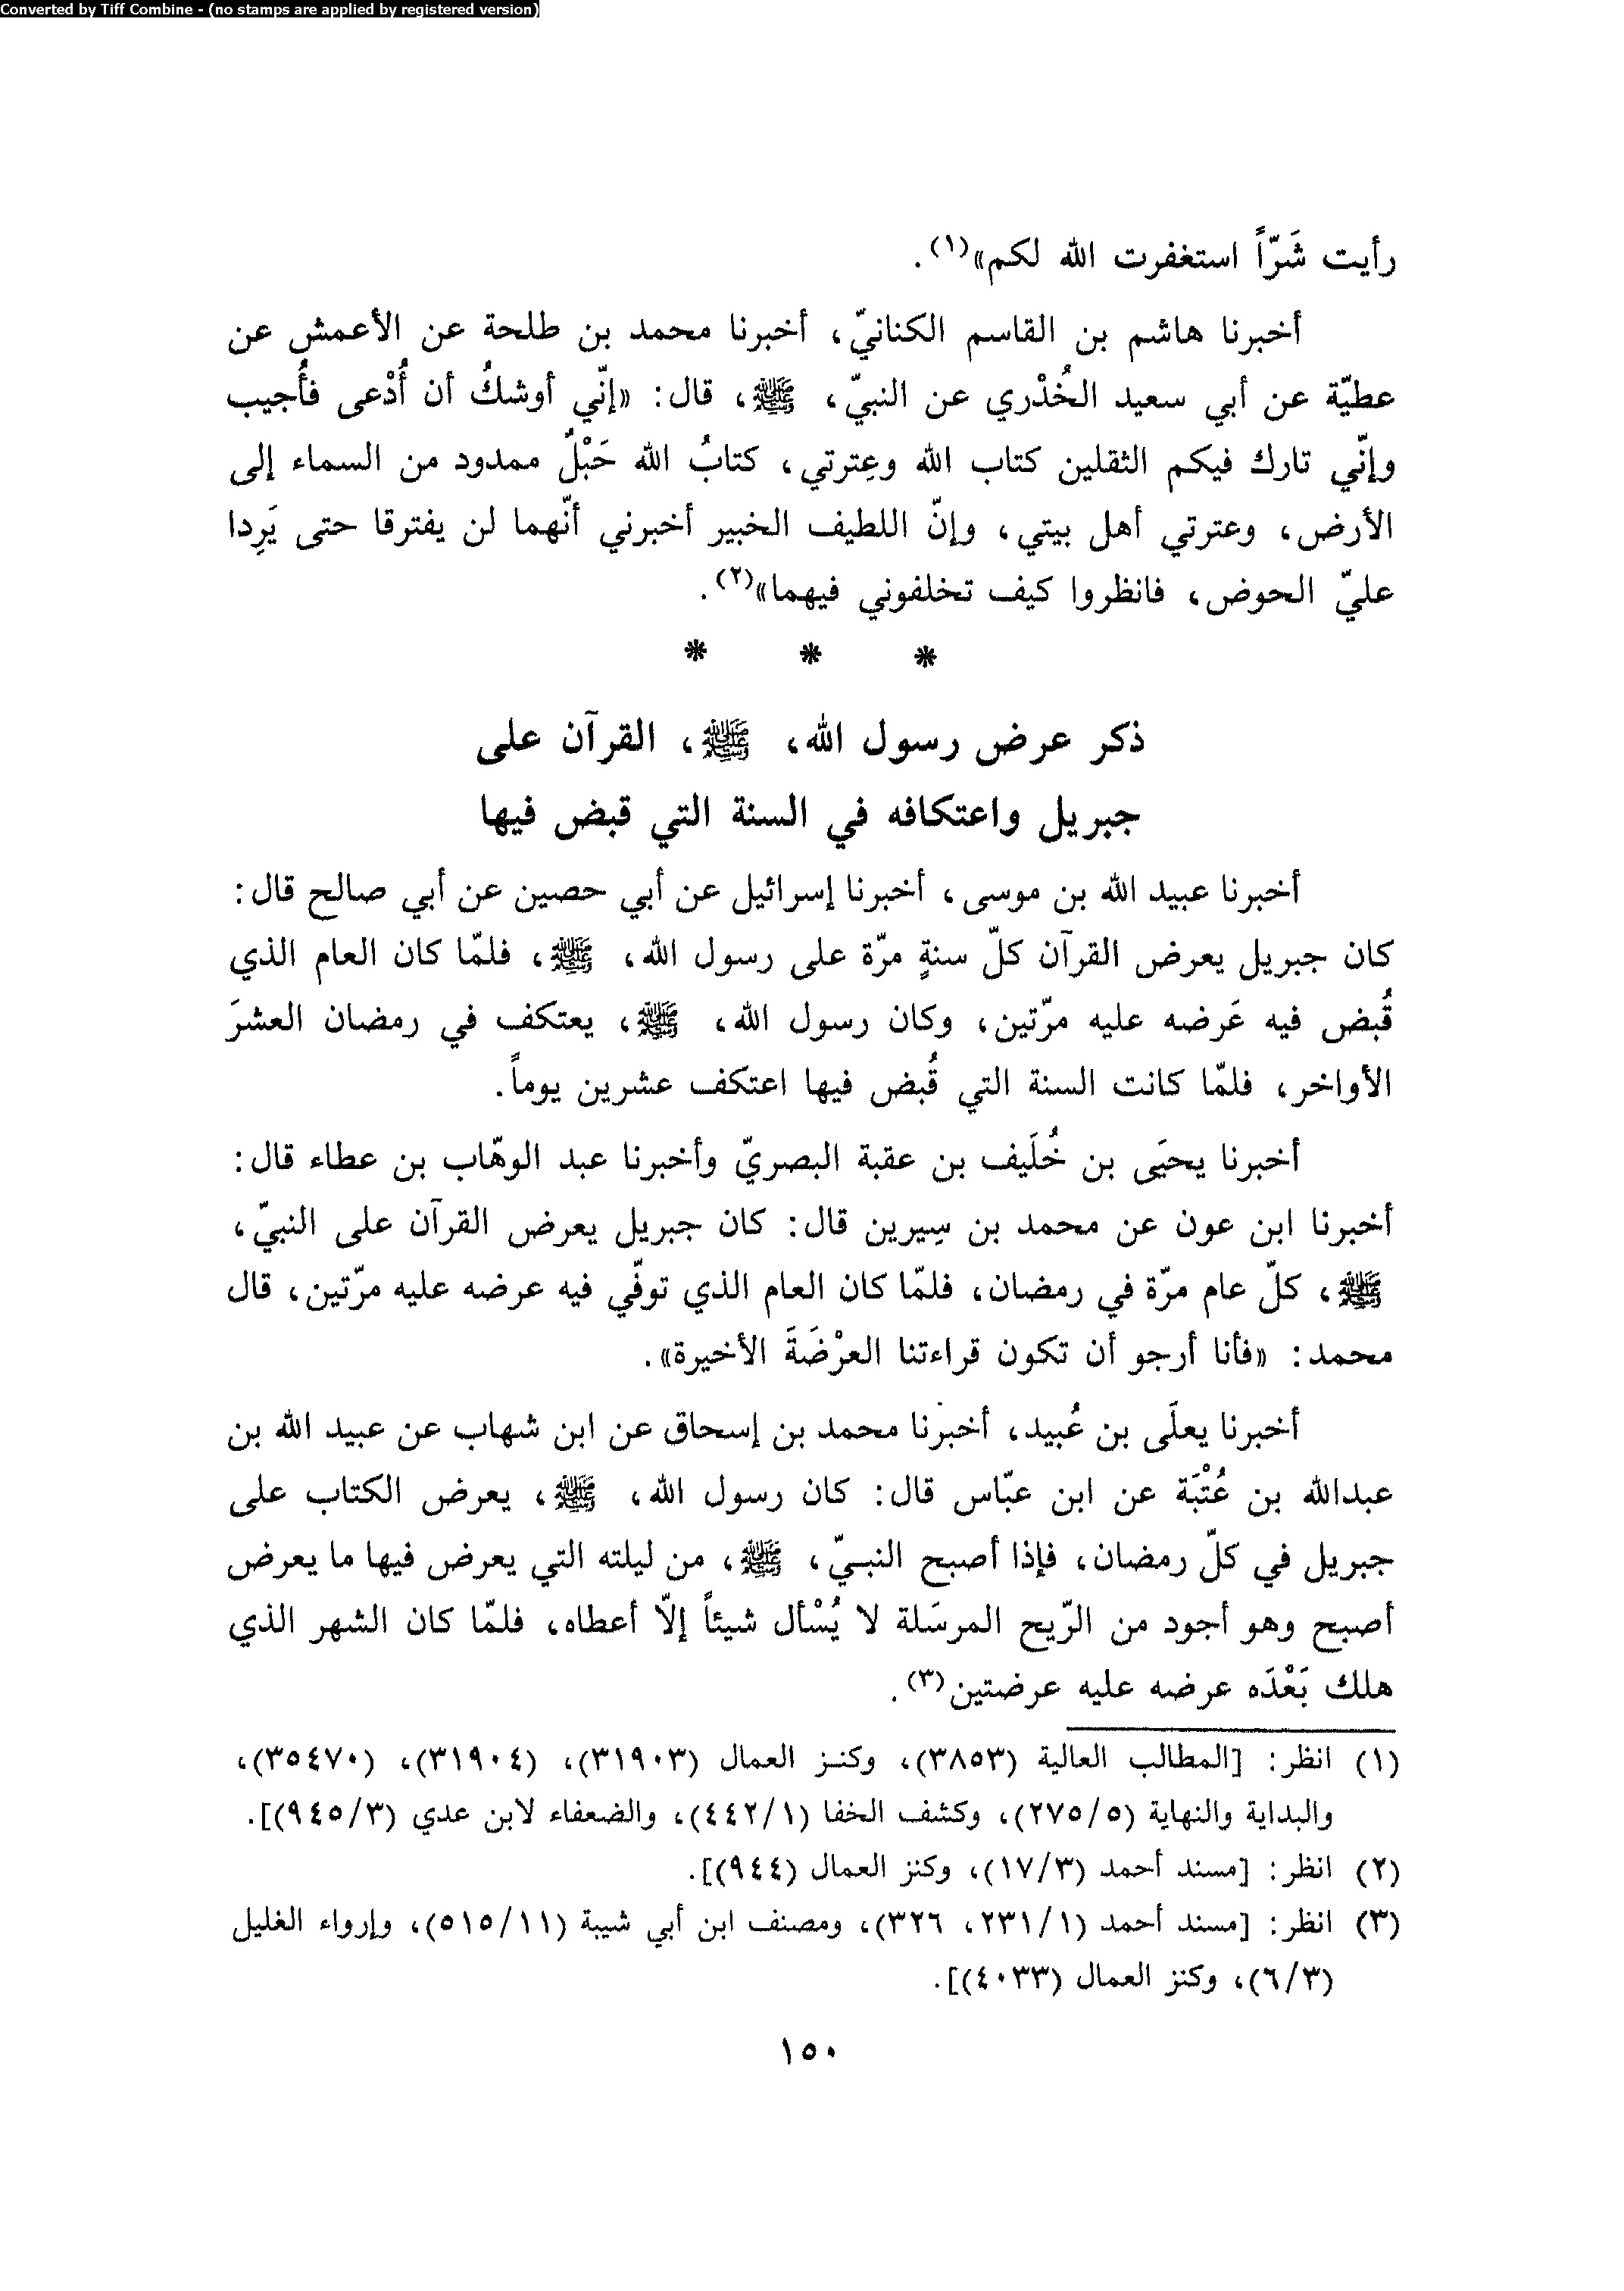 Converted by Tiff Combine - (no stamps are applied by registered version)
رأيت شَرّاً استغفرت الله لكم»(١).
أخبرنا هاشم بن القاسم الكنانيّ، أخبرنا محمد بن طلحة عن الأعمش عن
عطيّة عن أبي سعيد الخُدْري عن النبيّ، ﷺ، قال: «إنّي أوشكُ أن أُدْعى فأُجيب
وإنّي تارك فيكم الثقلين كتاب الله وعِترتي، كتابُ الله حَبْلٌ ممدود من السماء إلى
الأرض، وعترتي أهل بيتي، وإنّ اللطيف الخبير أخبرني أنّهما لن يفترقا حتى يَرِدا
عليّ الحوض، فانظروا كيف تخلفوني فيهما»(٢).
* * *
ذكر عرض رسول الله، ﷺ، القرآن على
جبريل واعتكافه في السنة التي قبض فيها
أخبرنا عبيد الله بن موسى، أخبرنا إسرائيل عن أبي حصين عن أبي صالح قال:
كان جبريل يعرض القرآن كلّ سنةٍ مرّة على رسول الله، ﷺ، فلمّا كان العام الذي
قُبض فيه عَرضه عليه مرّتين، وكان رسول الله، ﷺ، يعتكف في رمضان العشرَ
الأواخر، فلمّا كانت السنة التي قُبض فيها اعتكف عشرين يوماً.
أخبرنا يحيَى بن خُلَيف بن عقبة البصريّ وأخبرنا عبد الوهّاب بن عطاء قال:
أخبرنا ابن عون عن محمد بن سِيرين قال: كان جبريل يعرض القرآن على النبيّ،
ﷺ، كلّ عام مرّة في رمضان، فلمّا كان العام الذي توفّي فيه عرضه عليه مرّتين، قال
محمد: «فأنا أرجو أن تكون قراءتنا العرْضَةَ الأخيرة».
أخبرنا يعلَى بن عُبيد، أخبرنا محمد بن إسحاق عن ابن شهاب عن عبيد الله بن
عبدالله بن عُتْبَة عن ابن عبّاس قال: كان رسول الله، ﷺ، يعرض الكتاب على
جبريل في كلّ رمضان، فإذا أصبح النبيّ، ﷺ، من ليلته التي يعرض فيها ما يعرض
أصبح وهو أجود من الرّيح المرسَلة لا يُسْأل شيئاً إلاّ أعطاه، فلمّا كان الشهر الذي
هلك بَعْدَه عرضه عليه عرضتين(٣).
(١) انظر: [المطالب العالية (٣٨٥٣)، وكنز العمال (٣١٩٠٣)، (٣١٩٠٤)، (٣٥٤٧٠)،
والبداية والنهاية (٢٧٥/٥)، وكشف الخفا (٤٤٢/١)، والضعفاء لابن عدي (٩٤٥/٣)].
(٢) انظر: [مسند أحمد (١٧/٣)، وكنز العمال (٩٤٤)].
(٣) انظر: [مسند أحمد (٢٣١/١، ٣٢٦)، ومصنف ابن أبي شيبة (٥١٥/١١)، وإرواء الغليل
(٦/٣)، وكنز العمال (٤٠٣٣)].
١٥٠